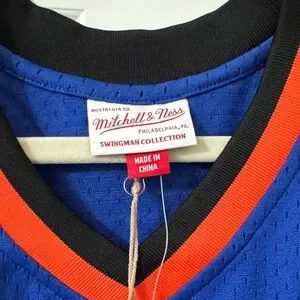 NOSTALGIA CO.
Mitchell & Ness
PHILADELPHIA, PA.
SWINGMAN COLLECTION
MADE IN
CHINA